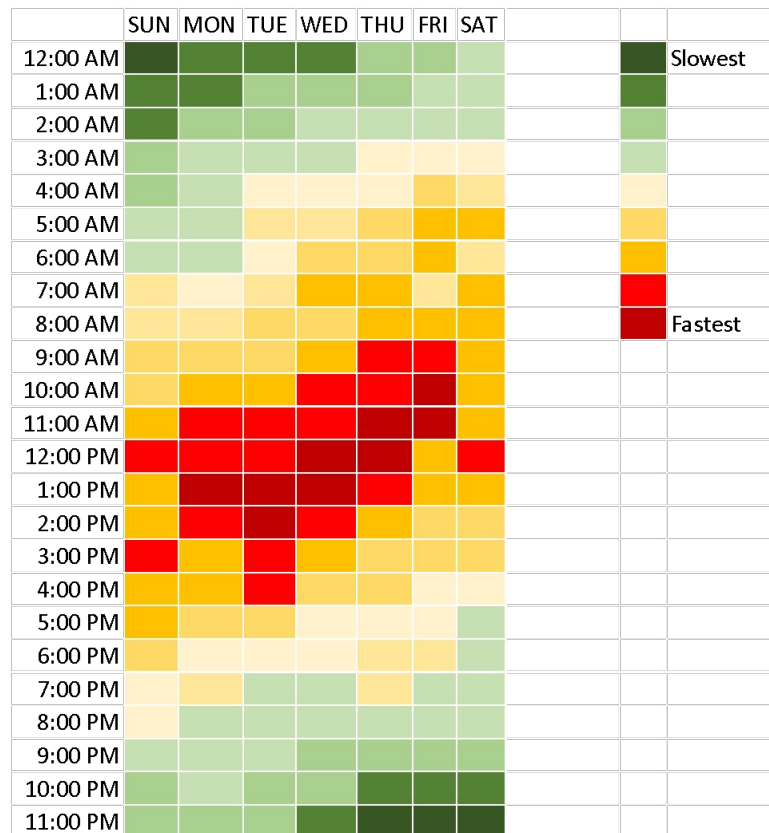 SUN MON TUE WED THU FRI SAT
12:00 AM Slowest
1:00 AM
2:00 AM
3:00 AM
4:00 AM
5:00 AM
6:00 AM
7:00 AM
8:00 AM Fastest
9:00 AM
10:00 AM
11:00 AM
12:00 PM
1:00 PM
2:00 PM
3:00 PM
4:00 PM
5:00 PM
6:00 PM
7:00 PM
8:00 PM
9:00 PM
10:00 PM
11:00 PM